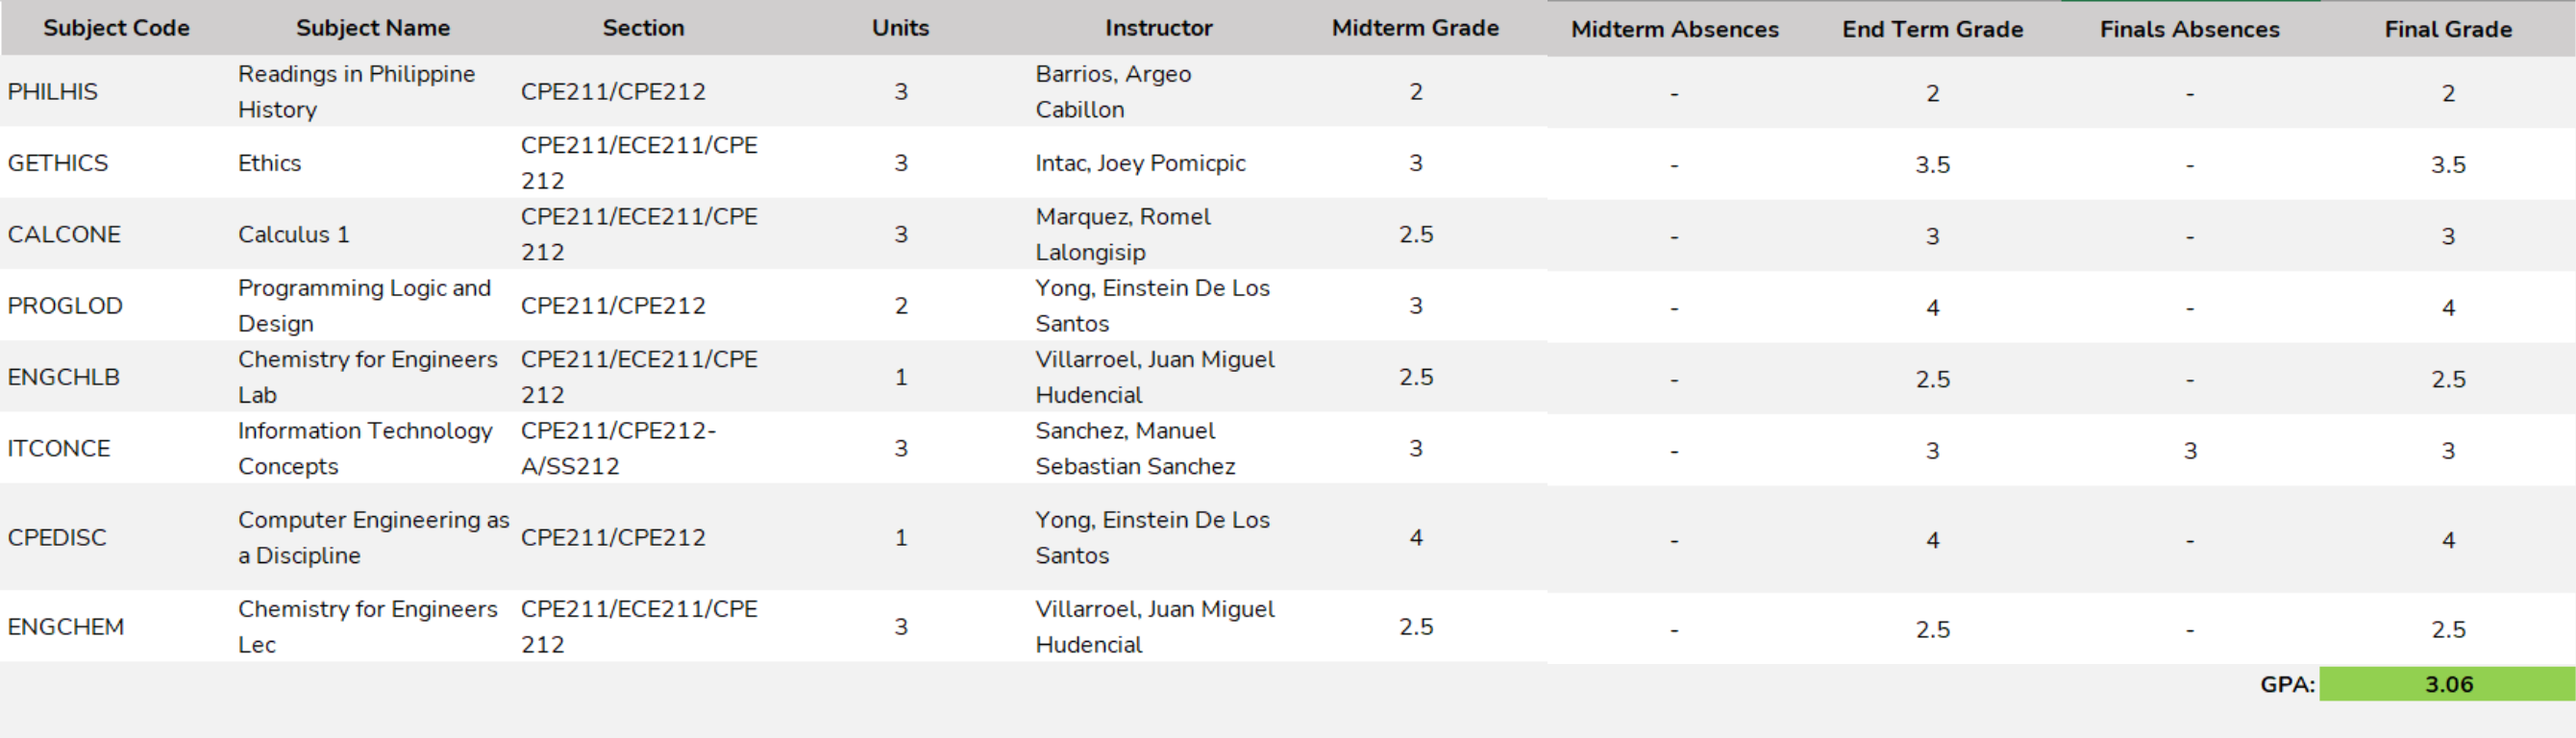 Subject Code Subject Name Section Units Instructor Midterm Grade Midterm Absences End Term Grade Finals Absences Final Grade
PHILHIS Readings in Philippine History CPE211/CPE212 3 Barrios, Argeo Cabillon 2 - 2 - 2
GETHICS Ethics CPE211/ECE211/CPE212 3 Intac, Joey Pomicpic 3 - 3.5 - 3.5
CALCONE Calculus 1 CPE211/ECE211/CPE212 3 Marquez, Romel Lalongisip 2.5 - 3 - 3
PROGLOD Programming Logic and Design CPE211/CPE212 2 Yong, Einstein De Los Santos 3 - 4 - 4
ENGCHLB Chemistry for Engineers Lab CPE211/ECE211/CPE212 1 Villarroel, Juan Miguel Hudencial 2.5 - 2.5 - 2.5
ITCONCE Information Technology Concepts CPE211/CPE212-A/SS212 3 Sanchez, Manuel Sebastian Sanchez 3 - 3 3 3
CPEDISC Computer Engineering as a Discipline CPE211/CPE212 1 Yong, Einstein De Los Santos 4 - 4 - 4
ENGCHEM Chemistry for Engineers Lec CPE211/ECE211/CPE212 3 Villarroel, Juan Miguel Hudencial 2.5 - 2.5 - 2.5
GPA: 3.06